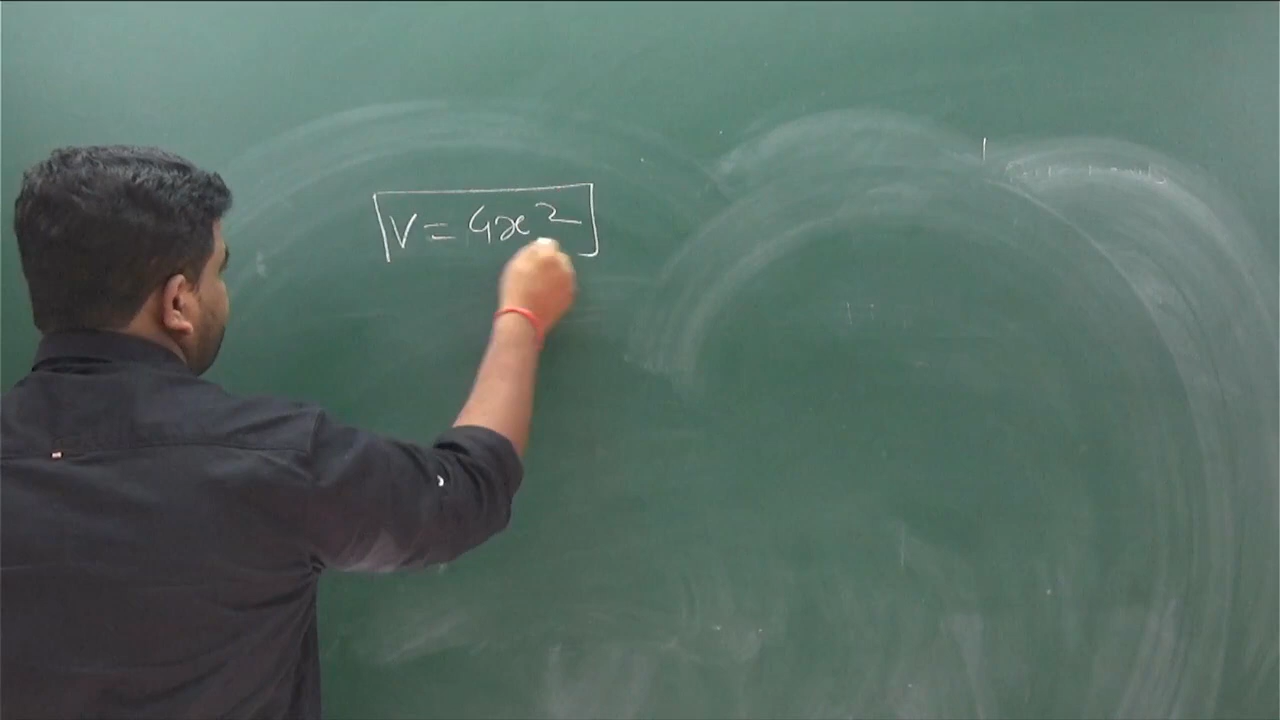 V = 4x²